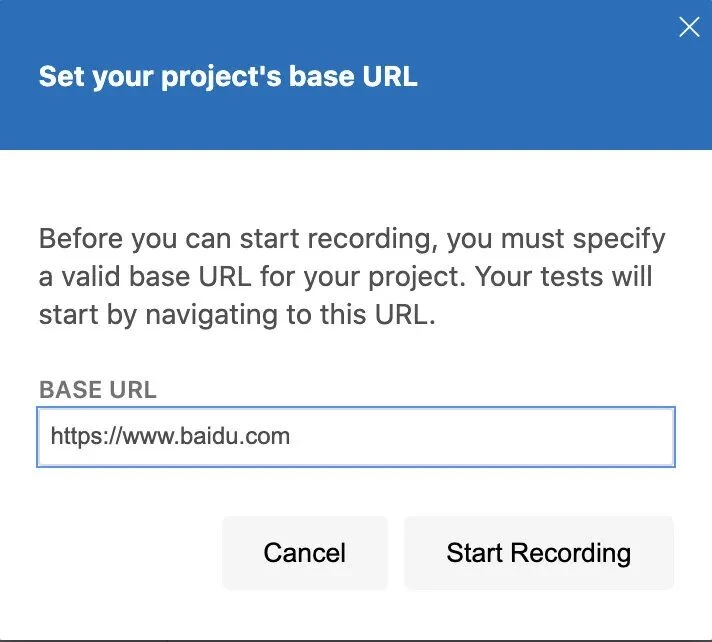 Set your project's base URL
Before you can start recording, you must specify
a valid base URL for your project. Your tests will
start by navigating to this URL.
BASE URL
https://www.baidu.com
Cancel Start Recording